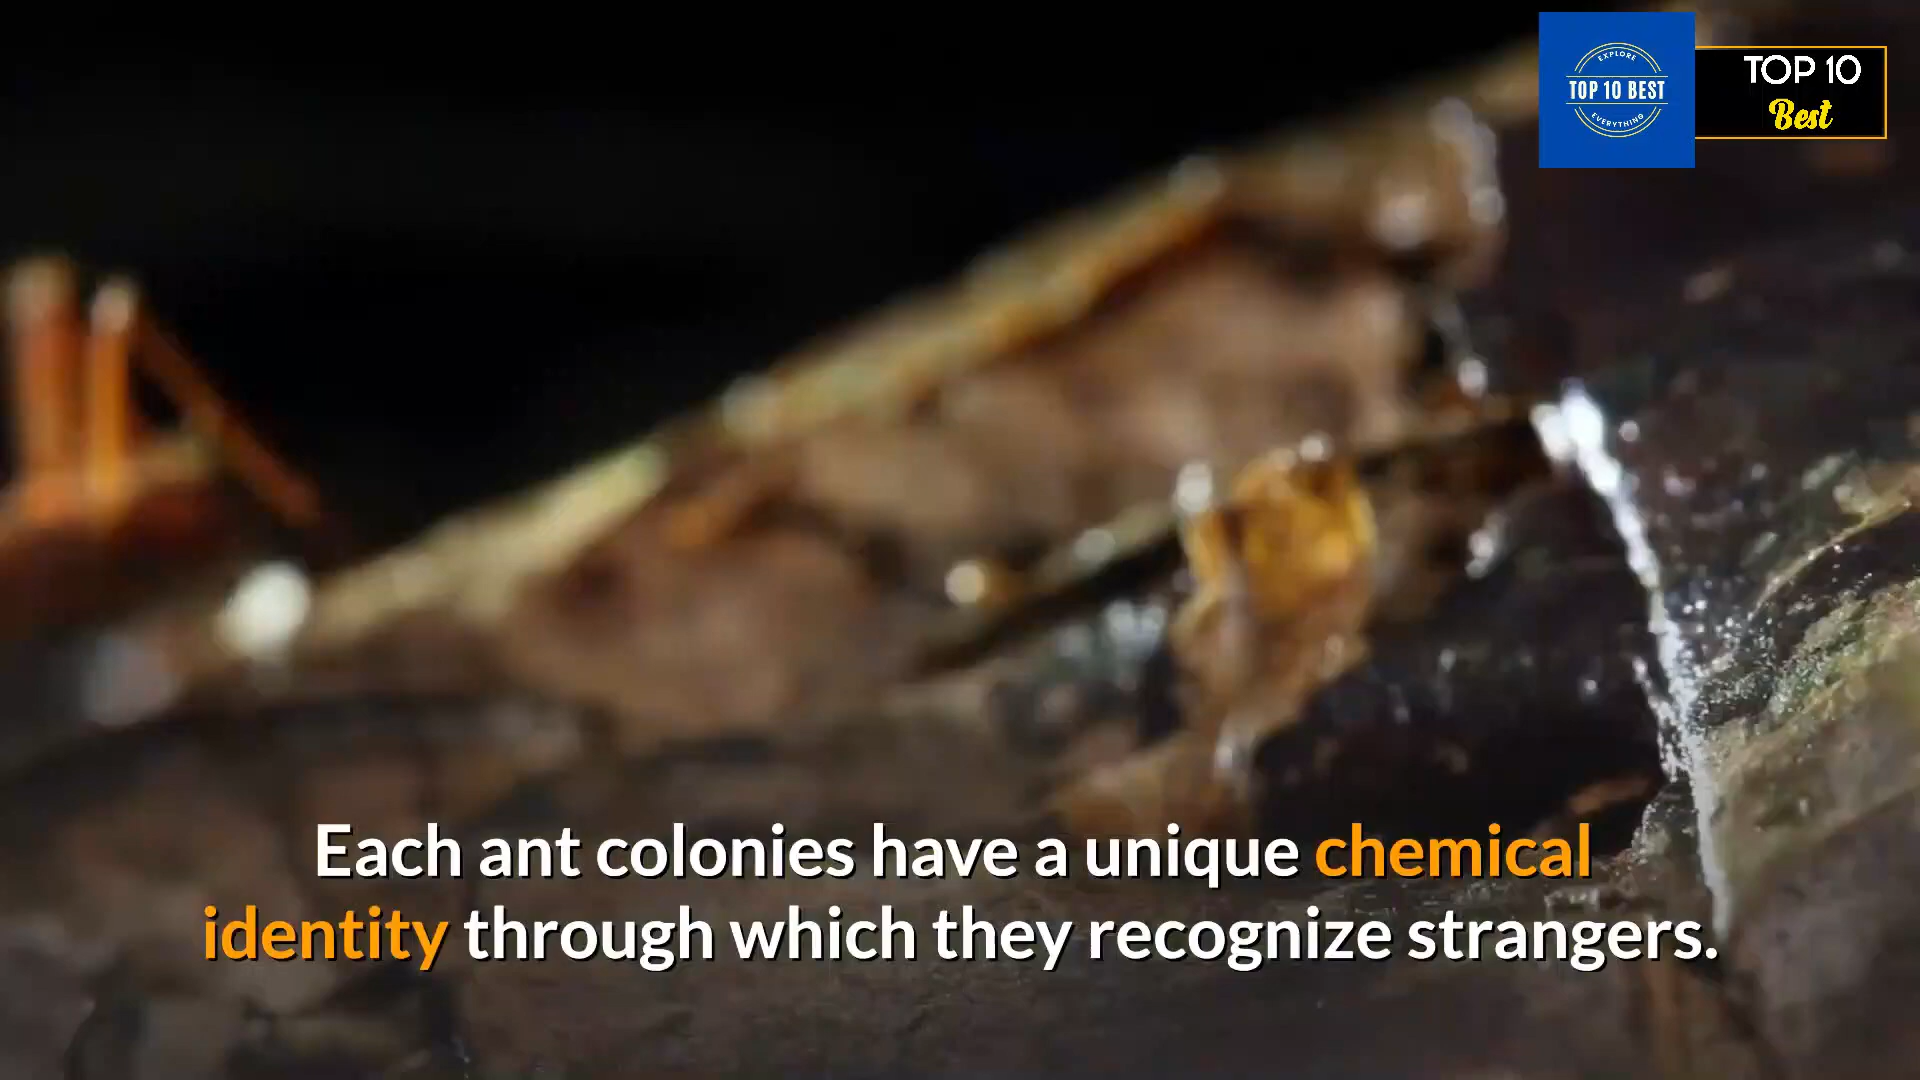 EXPLORE
TOP 10 BEST
EVERYTHING
TOP 10
Best
Each ant colonies have a unique chemical
identity through which they recognize strangers.